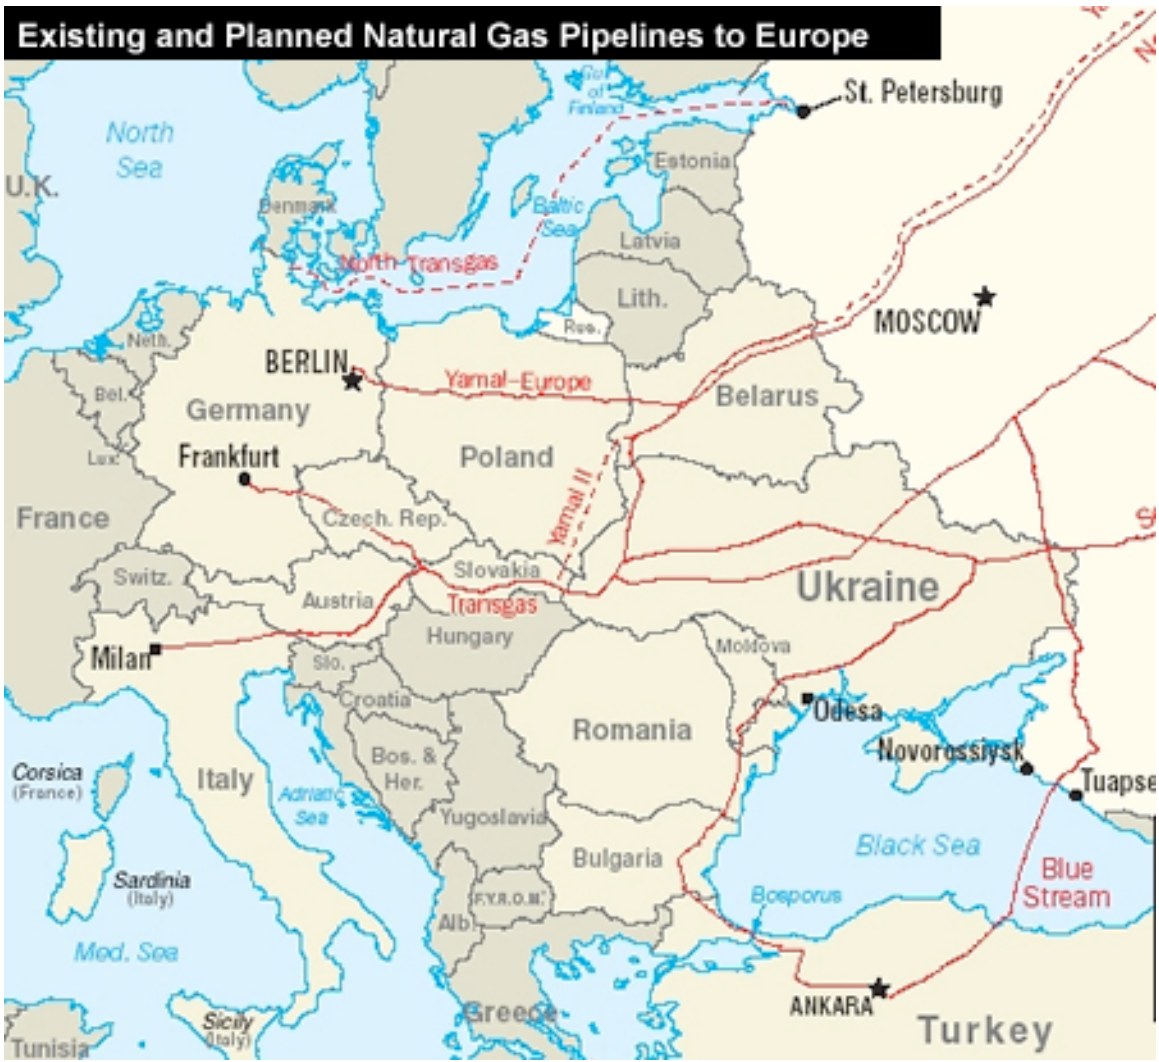 Existing and Planned Natural Gas Pipelines to Europe
St. Petersburg
Gulf
of
Finland
North
Sea
U.K.
Estonia
Denmark
Baltic
Sea
Latvia
North Transgas
Lith.
MOSCOW
Rus.
Neth.
BERLIN
Yamal-Europe
Bel.
Germany
Belarus
Lux.
Frankfurt
Poland
Yamal II
France
Czech. Rep.
Switz.
Slovakia
Austria
Transgas
Ukraine
Hungary
Milan
Slo.
Moldova
Croatia
Odesa
Romania
Bos. &
Her.
Novorossiysk
Corsica
(France)
Italy
Tuapse
Adriatic
Sea
Yugoslavia
Black Sea
Bulgaria
Blue
Stream
Sardinia
(Italy)
F.Y.R.O.M.
Bosporus
Alb.
Med. Sea
ANKARA
Greece
Sicily
(Italy)
Turkey
Tunisia